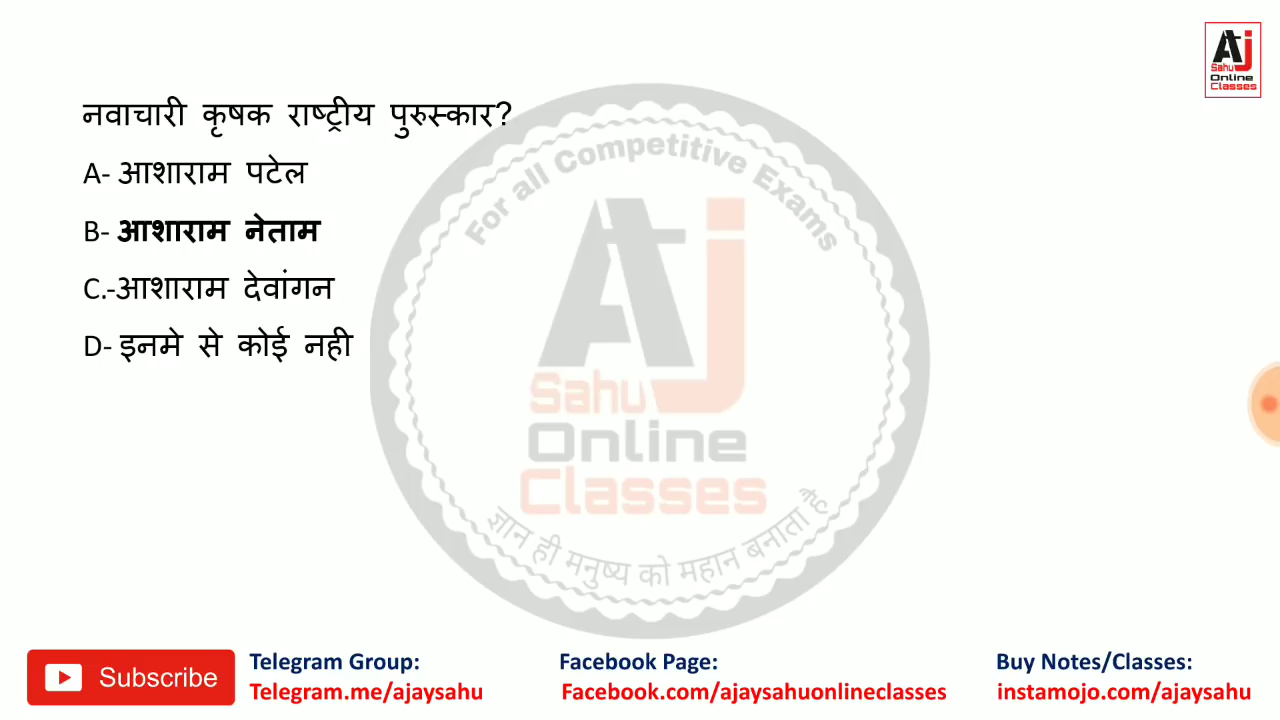 AJ
Sahu
Online
Classes
नवाचारी कृषक राष्ट्रीय पुरुस्कार?
A- आशाराम पटेल
B- आशाराम नेताम
C.-आशाराम देवांगन
D- इनमे से कोई नही
For all Competitive Exams
AJ
Sahu
Online
Classes
ज्ञान ही मनुष्य को महान बनाता है
Subscribe
Telegram Group:
Telegram.me/ajaysahu
Facebook Page:
Facebook.com/ajaysahuonlineclasses
Buy Notes/Classes:
instamojo.com/ajaysahu